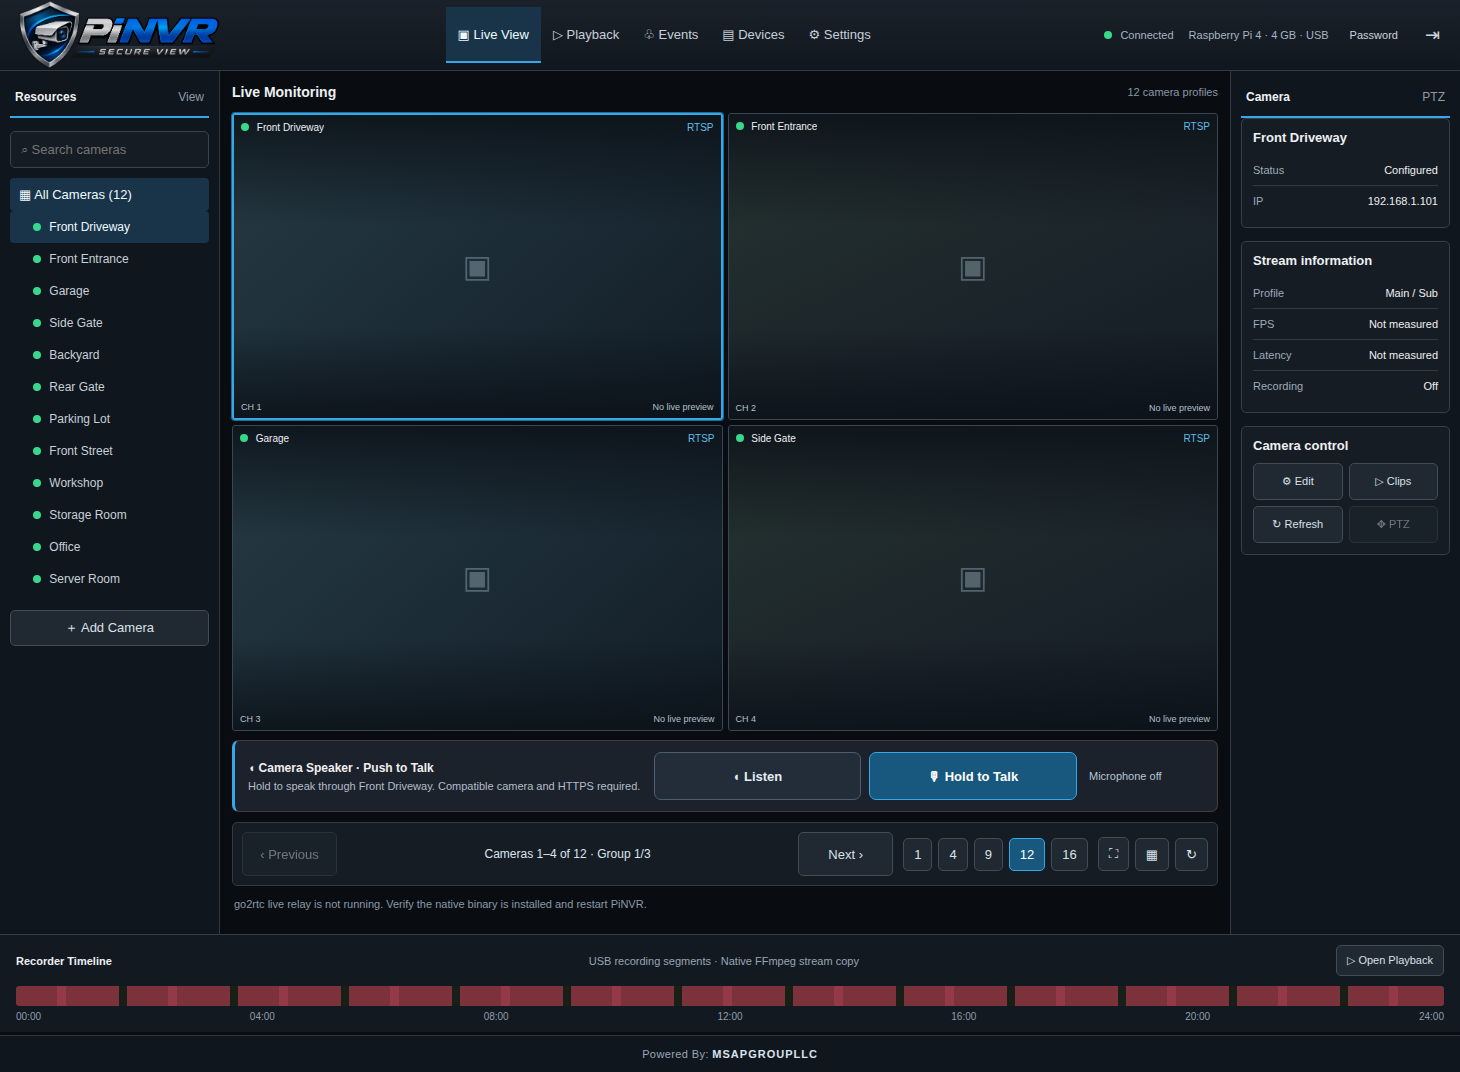 PiNVR
SECURE VIEW
Live View
Playback
Events
Devices
Settings
Connected
Raspberry Pi 4 · 4 GB · USB
Password
Resources
View
Search cameras
All Cameras (12)
Front Driveway
Front Entrance
Garage
Side Gate
Backyard
Rear Gate
Parking Lot
Front Street
Workshop
Storage Room
Office
Server Room
+ Add Camera
Live Monitoring
12 camera profiles
Front Driveway
RTSP
CH 1
No live preview
Front Entrance
RTSP
CH 2
No live preview
Garage
RTSP
CH 3
No live preview
Side Gate
RTSP
CH 4
No live preview
Camera Speaker · Push to Talk
Hold to speak through Front Driveway. Compatible camera and HTTPS required.
Listen
Hold to Talk
Microphone off
‹ Previous
Cameras 1–4 of 12 · Group 1/3
Next ›
1
4
9
12
16
go2rtc live relay is not running. Verify the native binary is installed and restart PiNVR.
Camera
PTZ
Front Driveway
Status
Configured
IP
192.168.1.101
Stream information
Profile
Main / Sub
FPS
Not measured
Latency
Not measured
Recording
Off
Camera control
Edit
Clips
Refresh
PTZ
Recorder Timeline
USB recording segments · Native FFmpeg stream copy
Open Playback
00:00
04:00
08:00
12:00
16:00
20:00
24:00
Powered By: MSAPGROUPLLC